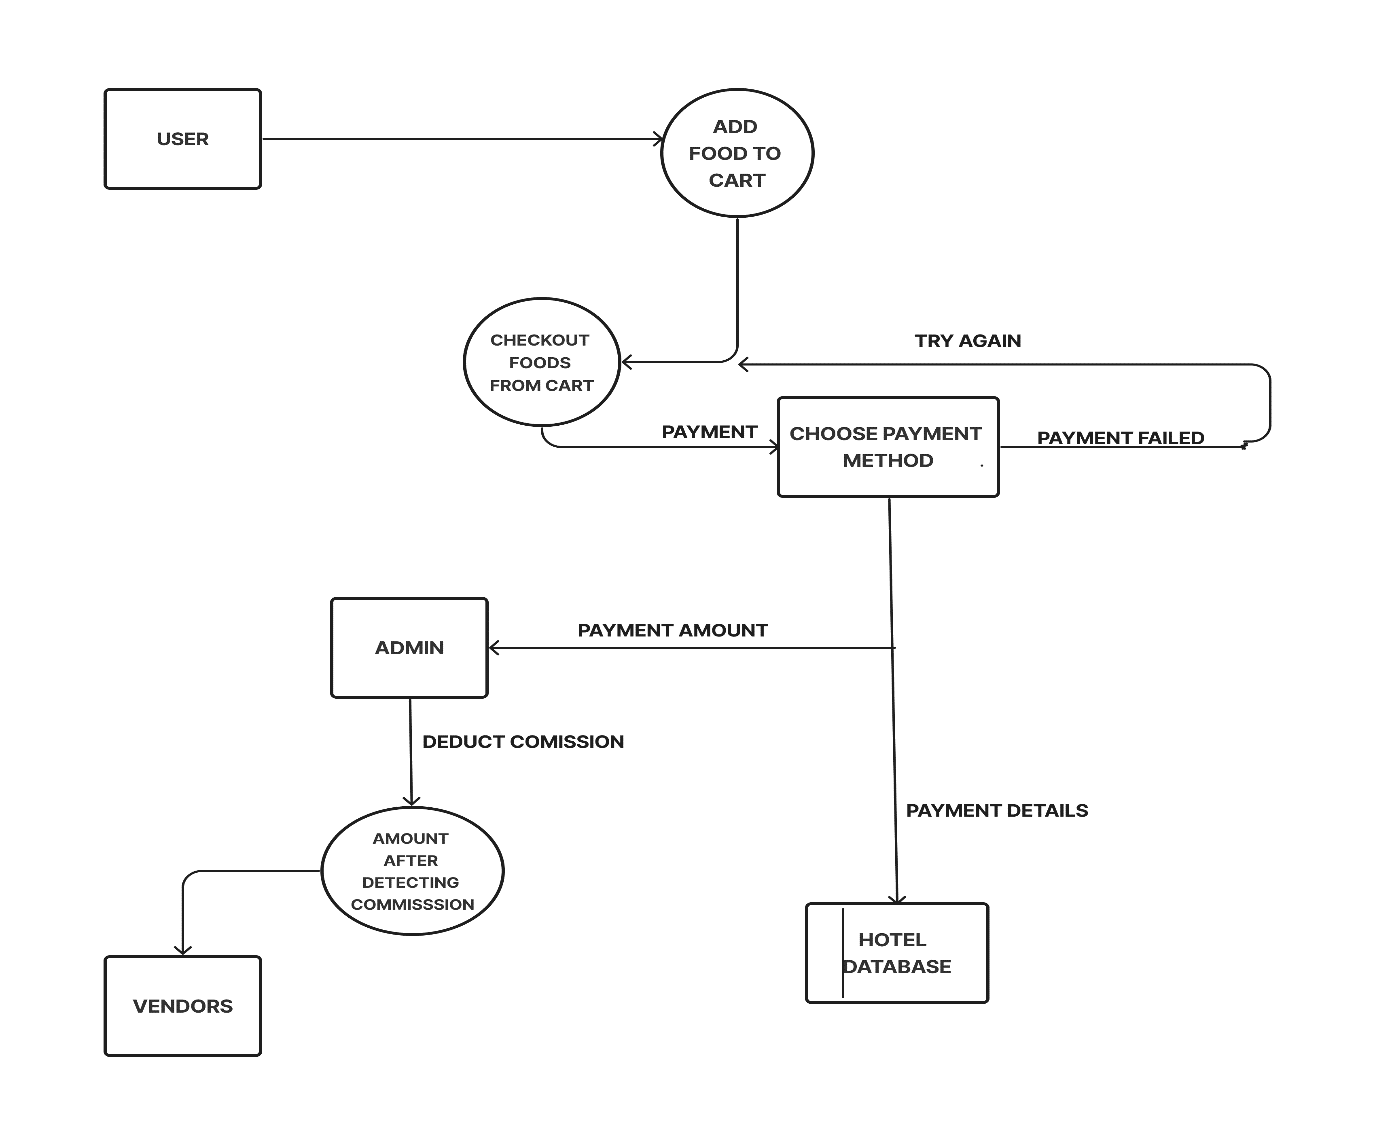 USER
ADD
FOOD TO
CART
CHECKOUT
FOODS
FROM CART
TRY AGAIN
PAYMENT
CHOOSE PAYMENT
METHOD .
PAYMENT FAILED
ADMIN
PAYMENT AMOUNT
DEDUCT COMISSION
PAYMENT DETAILS
AMOUNT
AFTER
DETECTING
COMMISSSION
HOTEL
DATABASE
VENDORS